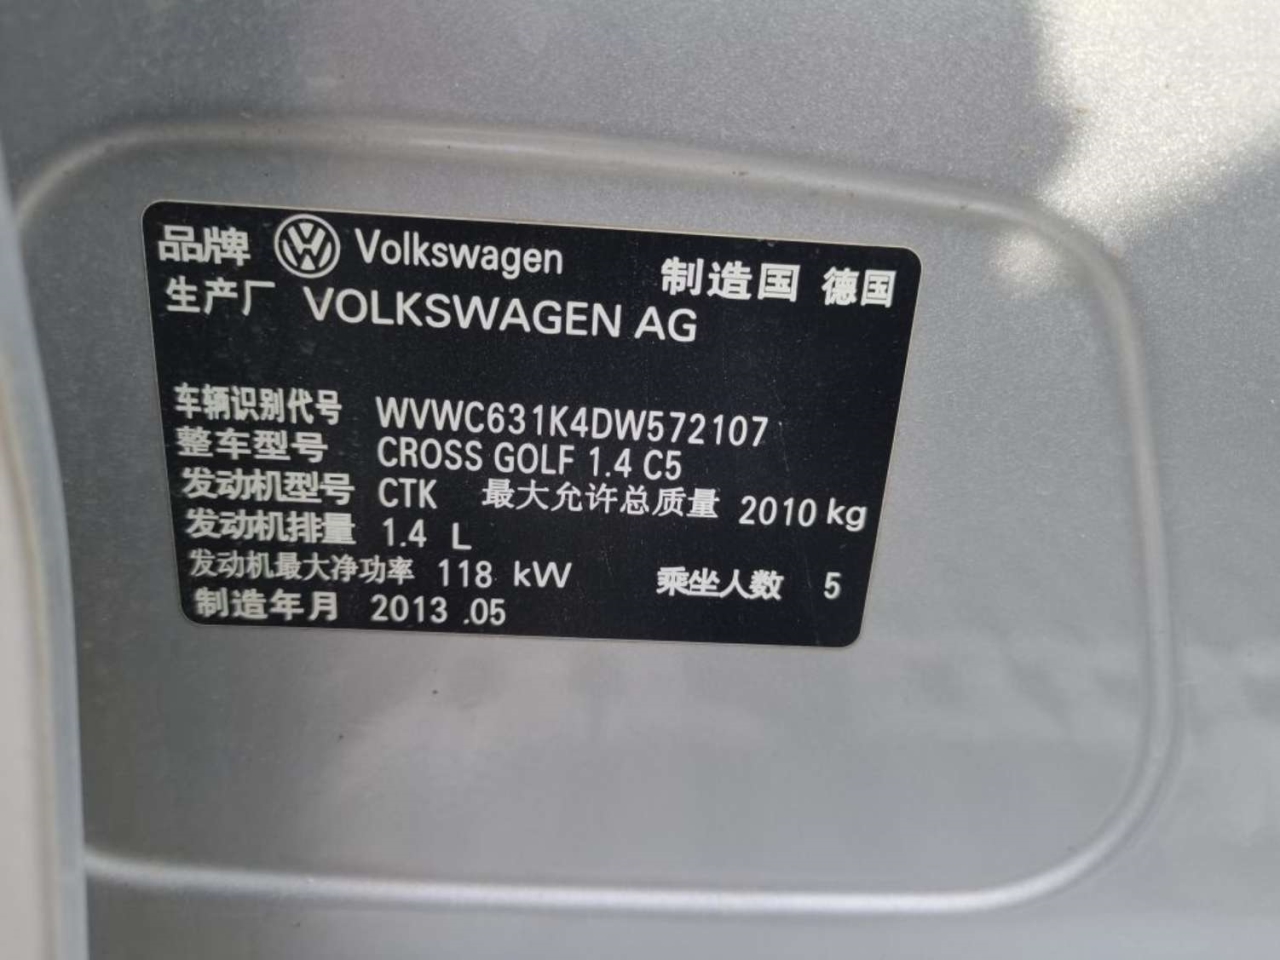 品牌 Volkswagen 制造国 德国
生产厂 VOLKSWAGEN AG
车辆识别代号 WVWC631K4DW572107
整车型号 CROSS GOLF 1.4 C5
发动机型号 CTK 最大允许总质量 2010 kg
发动机排量 1.4 L
发动机最大净功率 118 kW 乘坐人数 5
制造年月 2013 .05